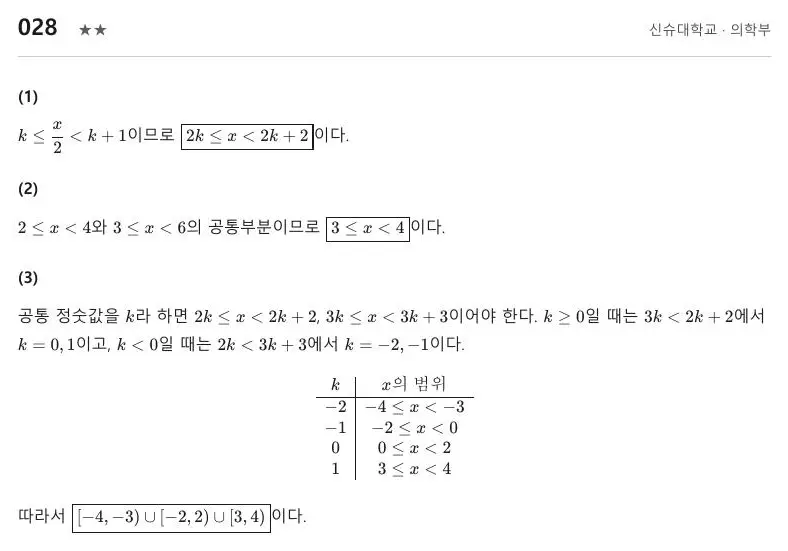 028 ★★ 신슈대학교 · 의학부
(1)
k ≤ x/2 < k + 1이므로 2k ≤ x < 2k + 2이다.
(2)
2 ≤ x < 4와 3 ≤ x < 6의 공통부분이므로 3 ≤ x < 4이다.
(3)
공통 정숫값을 k라 하면 2k ≤ x < 2k + 2, 3k ≤ x < 3k + 3이어야 한다. k ≥ 0일 때는 3k < 2k + 2에서
k = 0, 1이고, k < 0일 때는 2k < 3k + 3에서 k = −2, −1이다.
k x의 범위
−2 −4 ≤ x < −3
−1 −2 ≤ x < 0
0 0 ≤ x < 2
1 3 ≤ x < 4
따라서 [−4, −3) ∪ [−2, 2) ∪ [3, 4)이다.